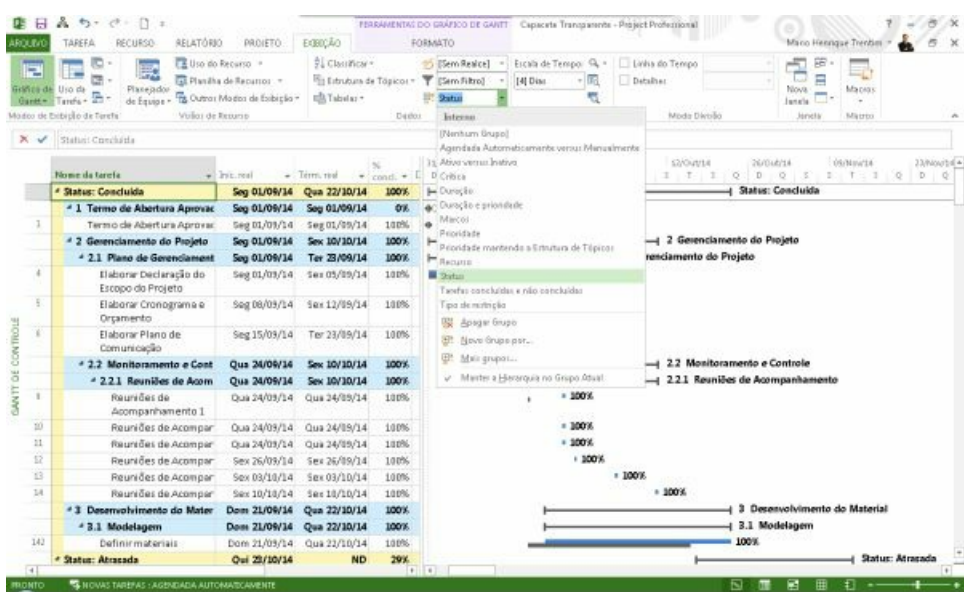 FERRAMENTAS DO GRÁFICO DE GANTT Capacete Transparente - Project Professional
ARQUIVO TAREFA RECURSO RELATÓRIO PROJETO EXIBIÇÃO FORMATO Mário Henrique Trentim
Gráfico de Gantt
Uso da Tarefa
Planejador de Equipe
Uso do Recurso
Planilha de Recursos
Outros Modos de Exibição
Classificar
Estrutura de Tópicos
Tabelas
[Sem Realce]
[Sem Filtro]
Status
Escala de Tempo:
[4] Dias
Linha do Tempo
Detalhes
Nova Janela
Macros
Modos de Exibição de Tarefa Visões de Recurso Dados Modo Divisão Janela Macros
Status: Concluída
Interno
[Nenhum Grupo]
Agendada Automaticamente versus Manualmente
Ativo versus Inativo
Crítica
Duração
Duração e prioridade
Marcos
Prioridade
Prioridade mantendo a Estrutura de Tópicos
Recurso
Status
Tarefas concluídas e não concluídas
Tipo de restrição
Apagar Grupo
Novo Grupo por...
Mais grupos...
Manter a Hierarquia no Grupo Atual
Nome da tarefa Iníc. real Térm. real % concl.
12/Out/14 26/Out/14 09/Nov/14 23/Nov/14
S T Q D Q S T S Q D
Status: Concluída Seg 01/09/14 Qua 22/10/14 100% Status: Concluída
1 Termo de Abertura Aprovac Seg 01/09/14 Seg 01/09/14 0%
1 Termo de Abertura Aprovac Seg 01/09/14 Seg 01/09/14 100%
2 Gerenciamento do Projeto Seg 01/09/14 Sex 10/10/14 100% 2 Gerenciamento do Projeto
2.1 Plano de Gerenciament Seg 01/09/14 Ter 23/09/14 100% renciamento do Projeto
4 Elaborar Declaração do Escopo do Projeto Seg 01/09/14 Sex 05/09/14 100%
5 Elaborar Cronograma e Orçamento Seg 08/09/14 Sex 12/09/14 100%
6 Elaborar Plano de Comunicação Seg 15/09/14 Ter 23/09/14 100%
2.2 Monitoramento e Cont Qua 24/09/14 Sex 10/10/14 100% 2.2 Monitoramento e Controle
2.2.1 Reuniões de Acom Qua 24/09/14 Sex 10/10/14 100% 2.2.1 Reuniões de Acompanhamento
Reuniões de Acompanhamento 1 Qua 24/09/14 Qua 24/09/14 100% 100%
10 Reuniões de Acompar Qua 24/09/14 Qua 24/09/14 100% 100%
11 Reuniões de Acompar Qua 24/09/14 Qua 24/09/14 100% 100%
12 Reuniões de Acompar Sex 26/09/14 Sex 26/09/14 100% 100%
13 Reuniões de Acompar Sex 03/10/14 Sex 03/10/14 100% 100%
14 Reuniões de Acompar Sex 10/10/14 Sex 10/10/14 100% 100%
3 Desenvolvimento do Mater Dom 21/09/14 Qua 22/10/14 100% 3 Desenvolvimento do Material
3.1 Modelagem Dom 21/09/14 Qua 22/10/14 100% 3.1 Modelagem
142 Definir materiais Dom 21/09/14 Qua 22/10/14 100% 100%
Status: Atrasada Qui 23/10/14 ND 29% Status: Atrasada
GANTT DE CONTROLE
PRONTO NOVAS TAREFAS : AGENDADA AUTOMATICAMENTE